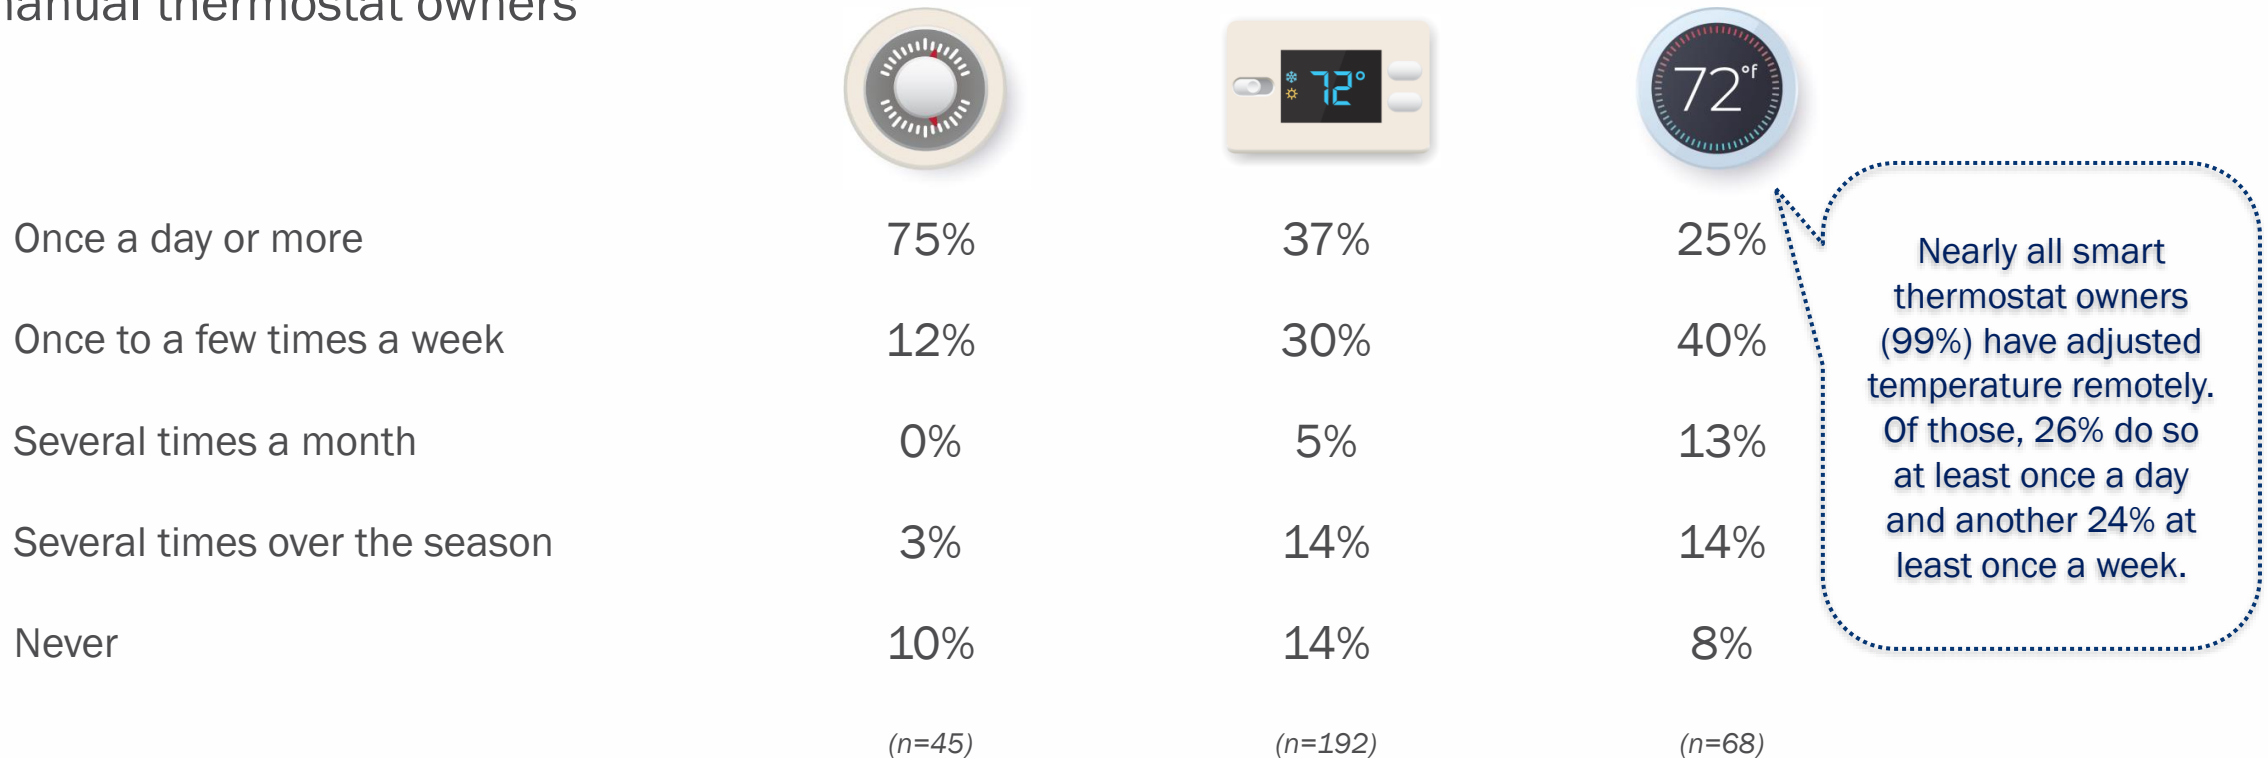 manual thermostat owners
72°
72°f
Once a day or more 75% 37% 25%
Once to a few times a week 12% 30% 40%
Several times a month 0% 5% 13%
Several times over the season 3% 14% 14%
Never 10% 14% 8%
(n=45) (n=192) (n=68)
Nearly all smart
thermostat owners
(99%) have adjusted
temperature remotely.
Of those, 26% do so
at least once a day
and another 24% at
least once a week.